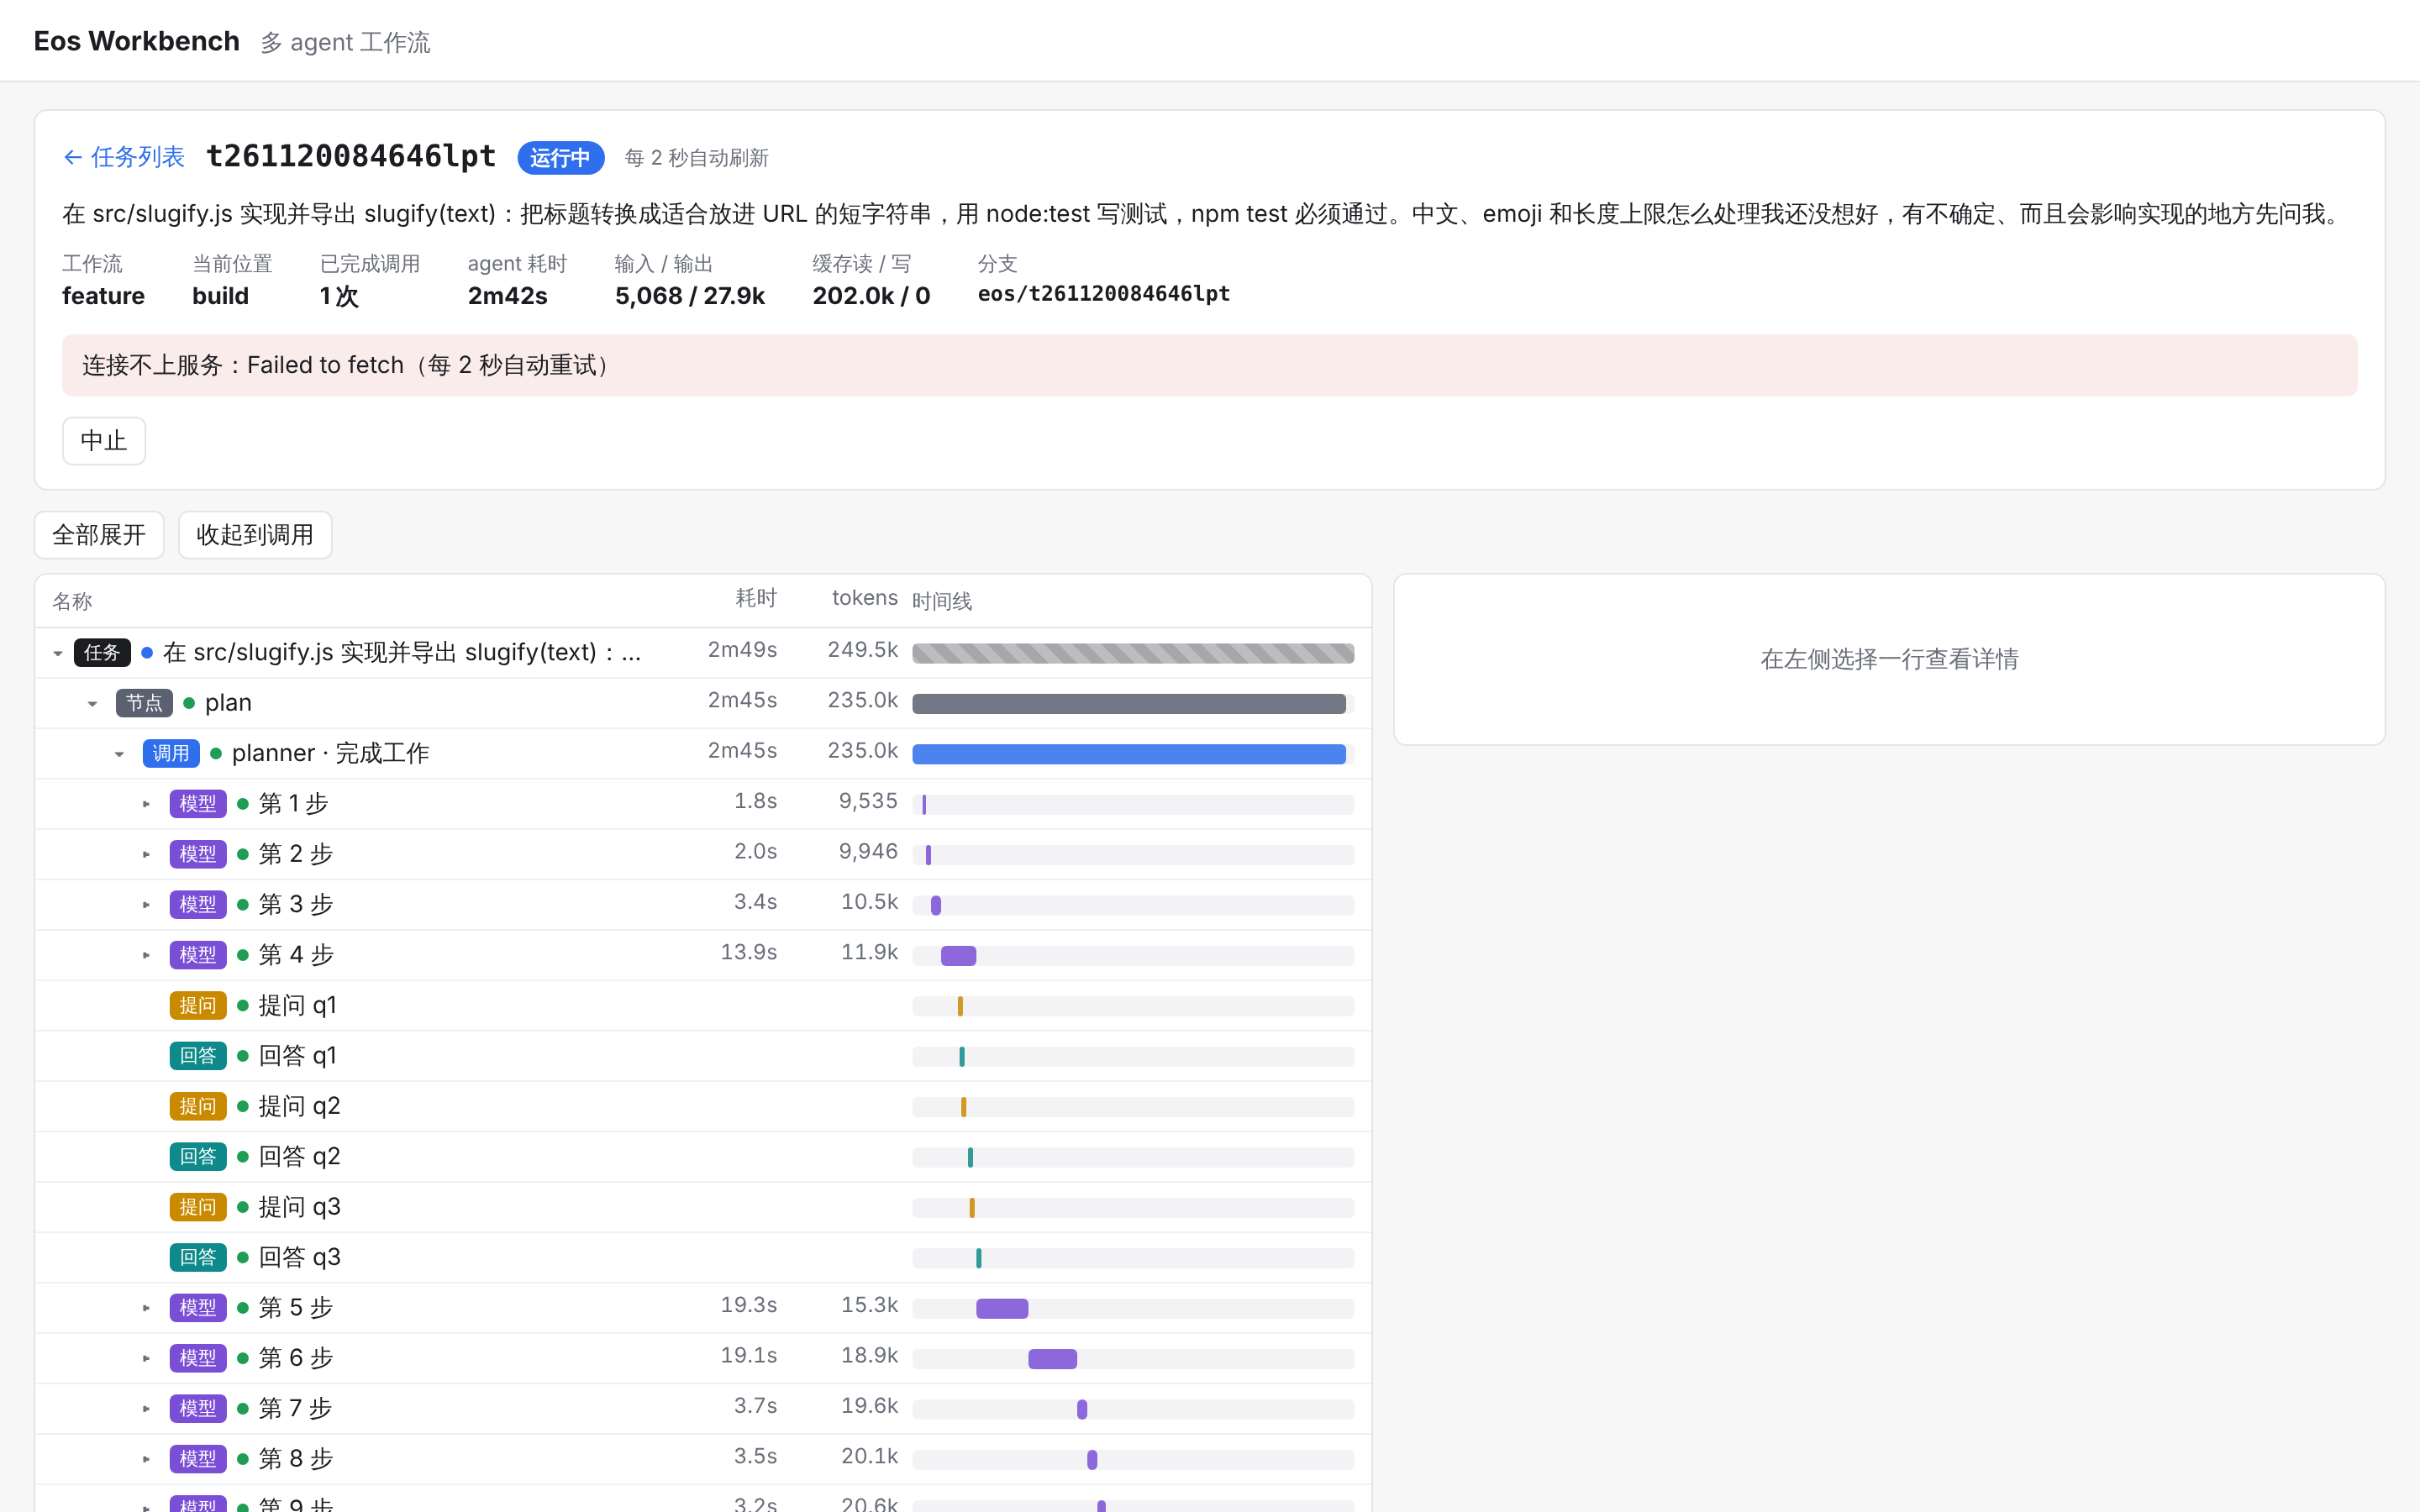 Eos Workbench 多 agent 工作流
← 任务列表 t261120084646lpt 运行中 每 2 秒自动刷新
在 src/slugify.js 实现并导出 slugify(text)：把标题转换成适合放进 URL 的短字符串，用 node:test 写测试，npm test 必须通过。中文、emoji 和长度上限怎么处理我还没想好，有不确定、而且会影响实现的地方先问我。
工作流 当前位置 已完成调用 agent 耗时 输入 / 输出 缓存读 / 写 分支
feature build 1 次 2m42s 5,068 / 27.9k 202.0k / 0 eos/t261120084646lpt
连接不上服务：Failed to fetch（每 2 秒自动重试）
中止
全部展开 收起到调用
名称 耗时 tokens 时间线
任务 在 src/slugify.js 实现并导出 slugify(text)：... 2m49s 249.5k
节点 plan 2m45s 235.0k
调用 planner · 完成工作 2m45s 235.0k
模型 第 1 步 1.8s 9,535
模型 第 2 步 2.0s 9,946
模型 第 3 步 3.4s 10.5k
模型 第 4 步 13.9s 11.9k
提问 提问 q1
回答 回答 q1
提问 提问 q2
回答 回答 q2
提问 提问 q3
回答 回答 q3
模型 第 5 步 19.3s 15.3k
模型 第 6 步 19.1s 18.9k
模型 第 7 步 3.7s 19.6k
模型 第 8 步 3.5s 20.1k
模型 第 9 步 3.2s 20.6k
在左侧选择一行查看详情